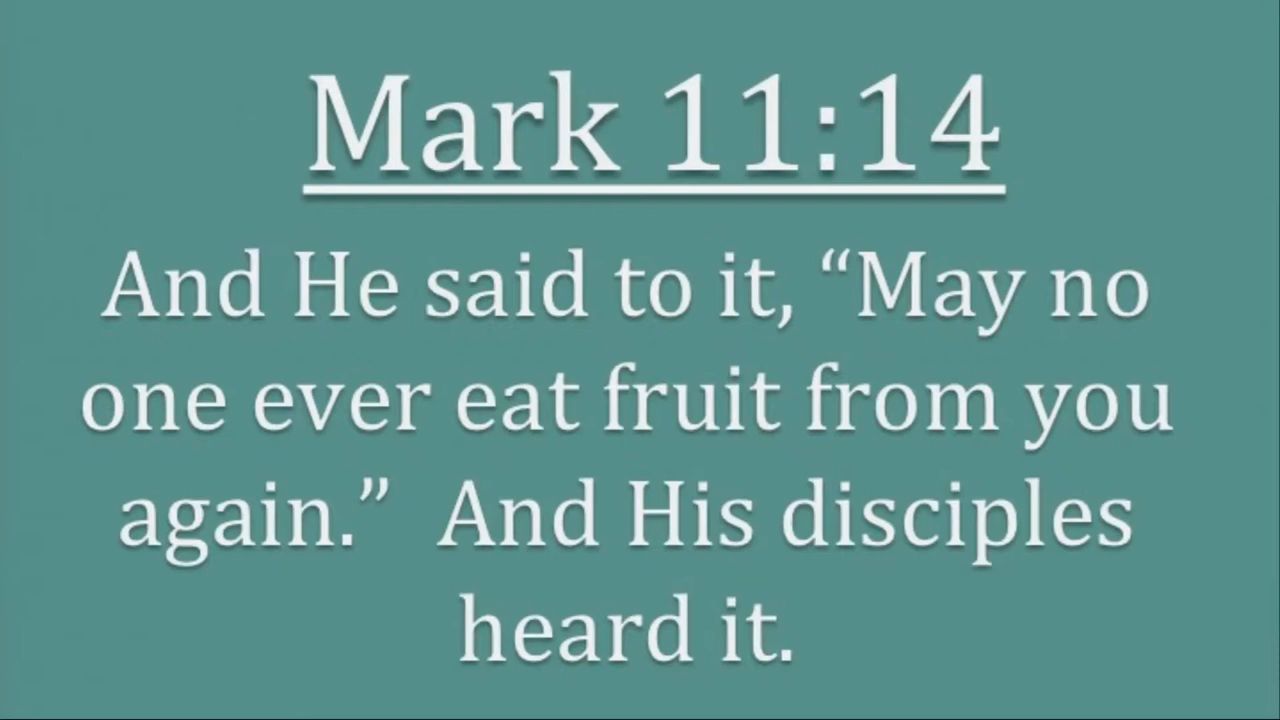 Mark 11:14
And He said to it, “May no
one ever eat fruit from you
again.”  And His disciples
heard it.